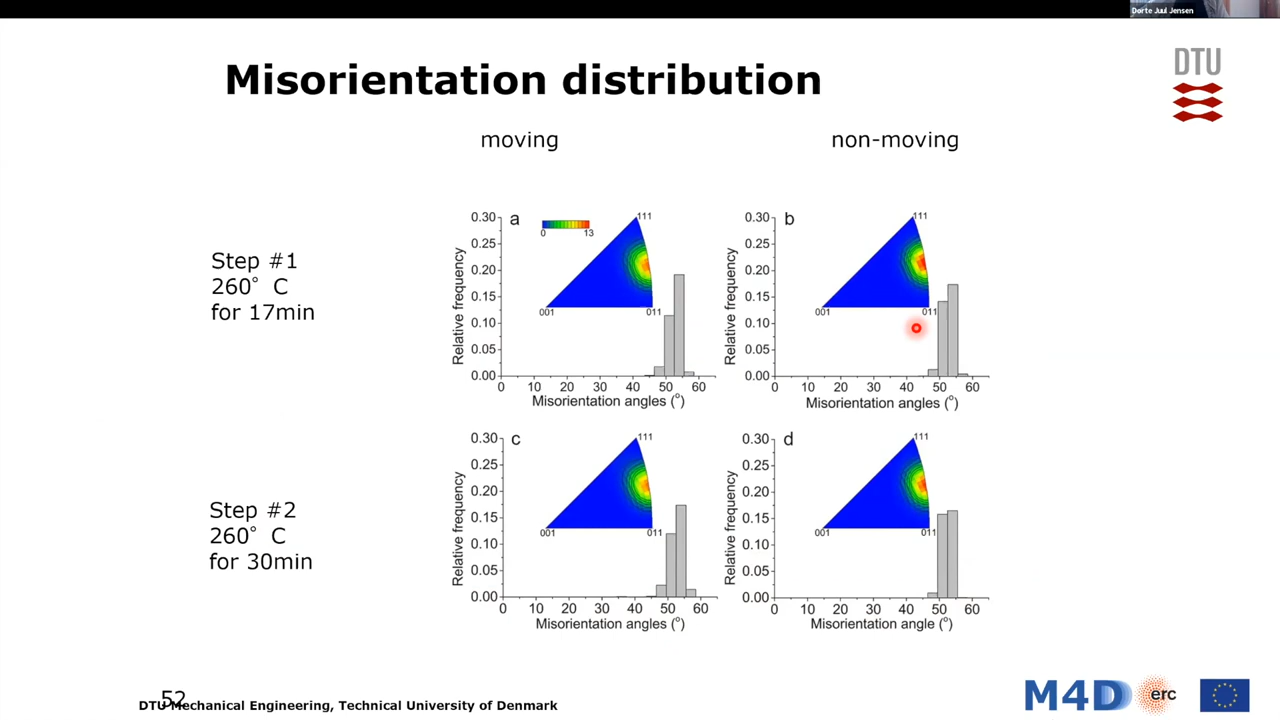 Dorte Juul Jensen
Misorientation distribution
DTU
moving
non-moving
Step #1
260° C
for 17min
a
0.30
0.25
0.20
0.15
0.10
0.05
0.00
Relative frequency
0 13
111
001 011
0 10 20 30 40 50 60
Misorientation angles (°)
b
0.30
0.25
0.20
0.15
0.10
0.05
0.00
Relative frequency
111
001 011
0 10 20 30 40 50 60
Misorientation angles (°)
Step #2
260° C
for 30min
c
0.30
0.25
0.20
0.15
0.10
0.05
0.00
Relative frequency
111
001 011
0 10 20 30 40 50 60
Misorientation angles (°)
d
0.30
0.25
0.20
0.15
0.10
0.05
0.00
Relative frequency
111
001 011
0 10 20 30 40 50 60
Misorientation angle (°)
52
DTU Mechanical Engineering, Technical University of Denmark
M4D
erc